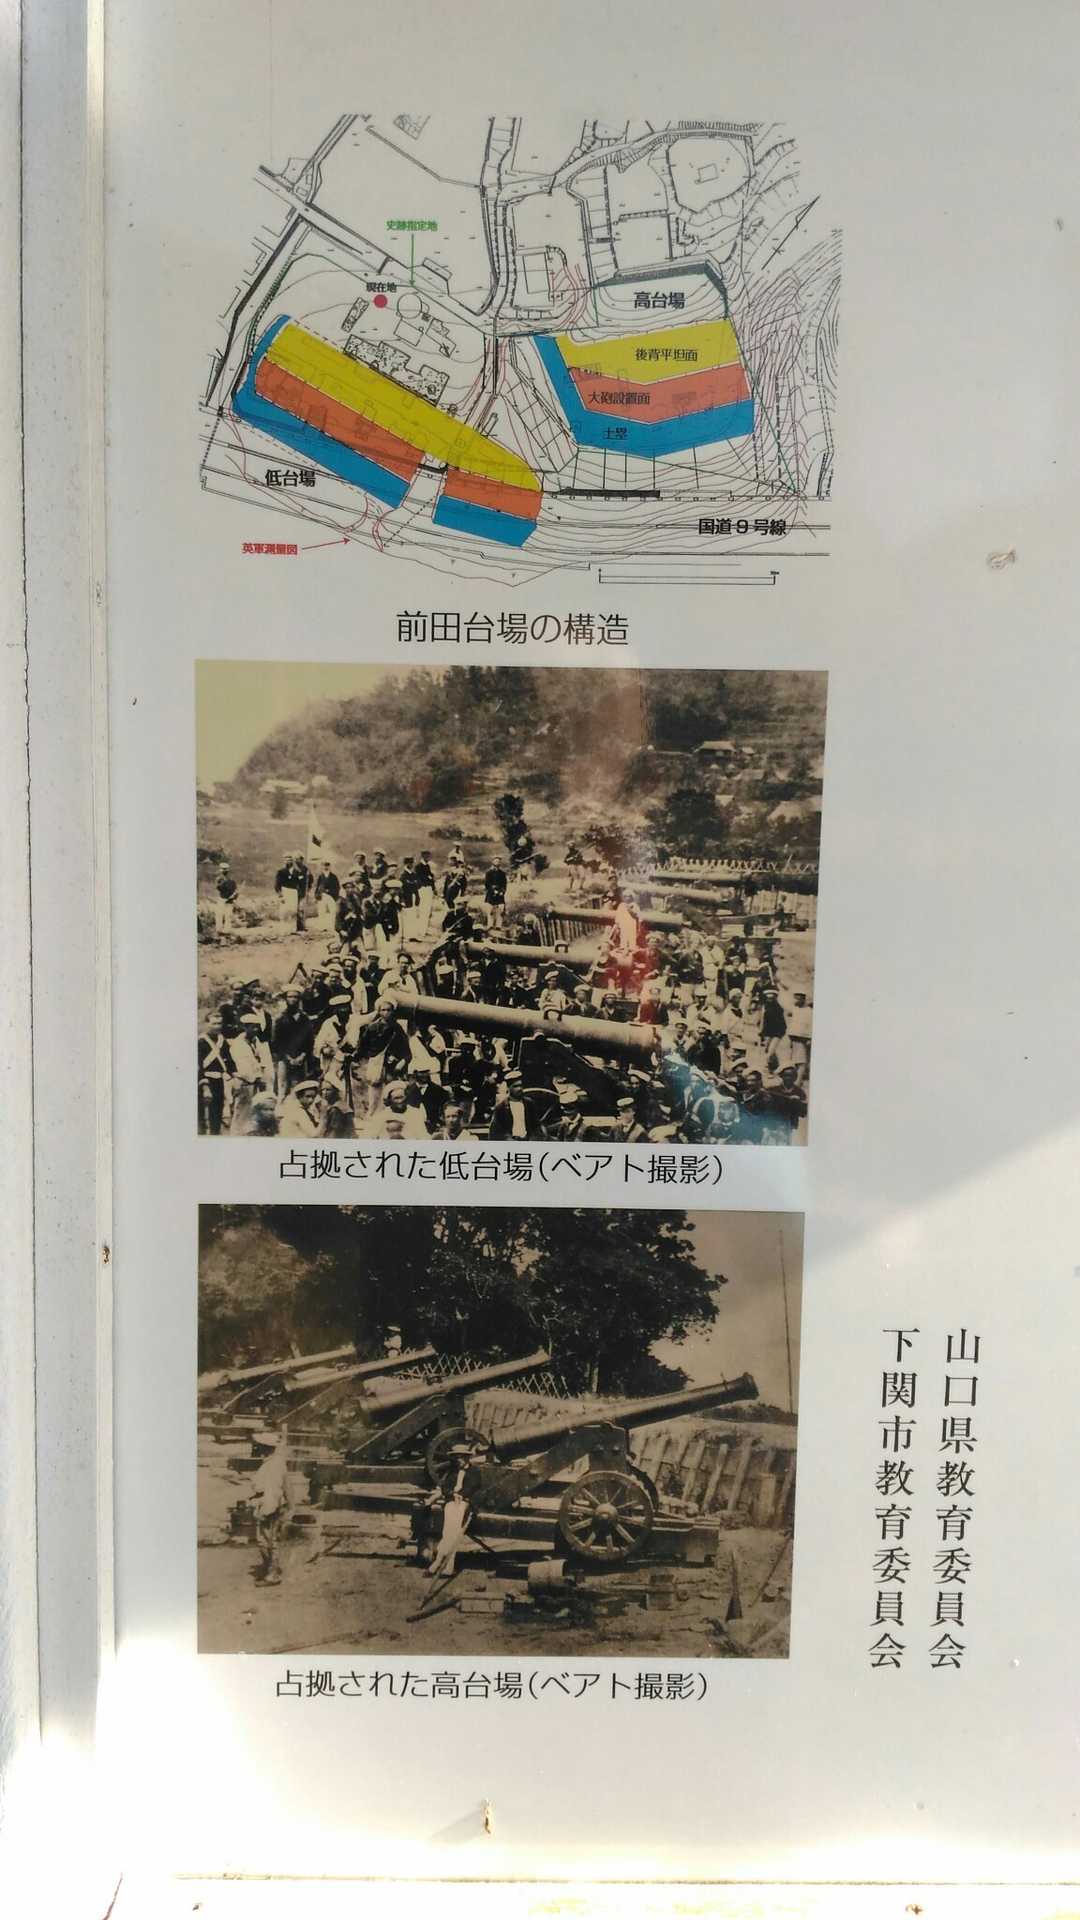 史跡指定地
現在地
高台場
後背平坦面
大砲設置面
土塁
低台場
国道9号線
英軍測量図
前田台場の構造
占拠された低台場(ベアト撮影)
占拠された高台場(ベアト撮影)
山口県教育委員会
下関市教育委員会